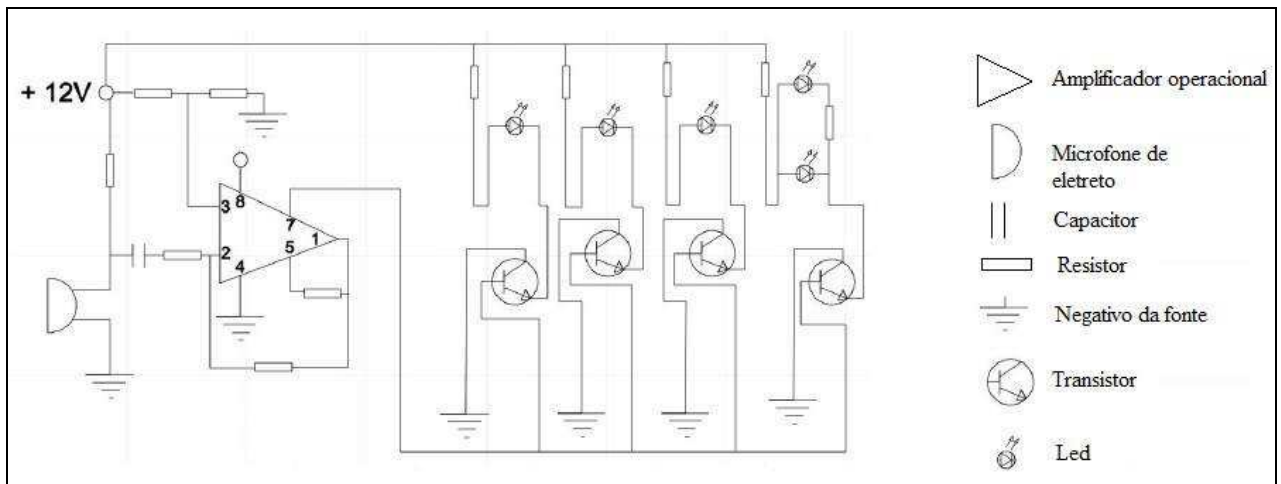 + 12V
3
8
7
2
5
1
4
Amplificador operacional
Microfone de
eletreto
Capacitor
Resistor
Negativo da fonte
Transistor
Led